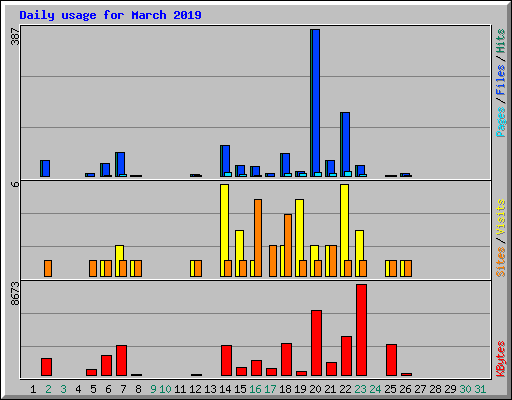 Daily usage for March 2019
387
6
8673
Pages / Files / Hits
Sites / Visits
KBytes
1 2 3 4 5 6 7 8 9 10 11 12 13 14 15 16 17 18 19 20 21 22 23 24 25 26 27 28 29 30 31